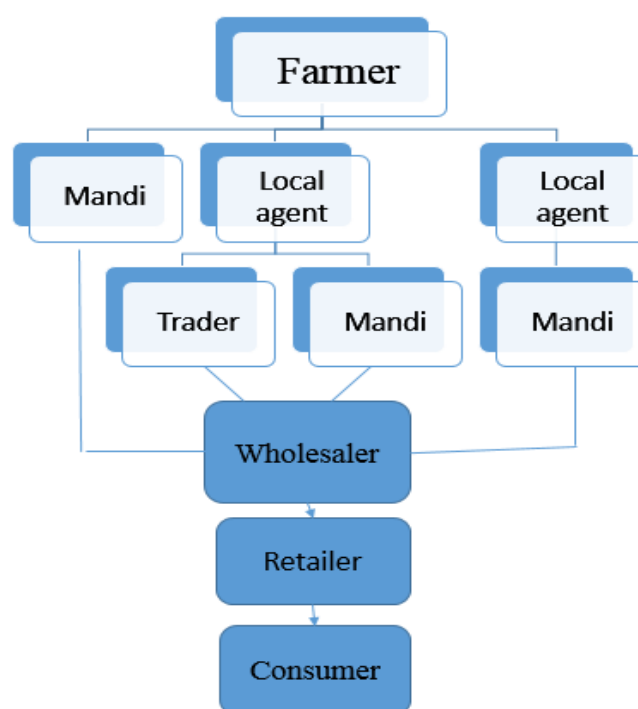 Farmer
Mandi
Local
agent
Local
agent
Trader
Mandi
Mandi
Wholesaler
Retailer
Consumer